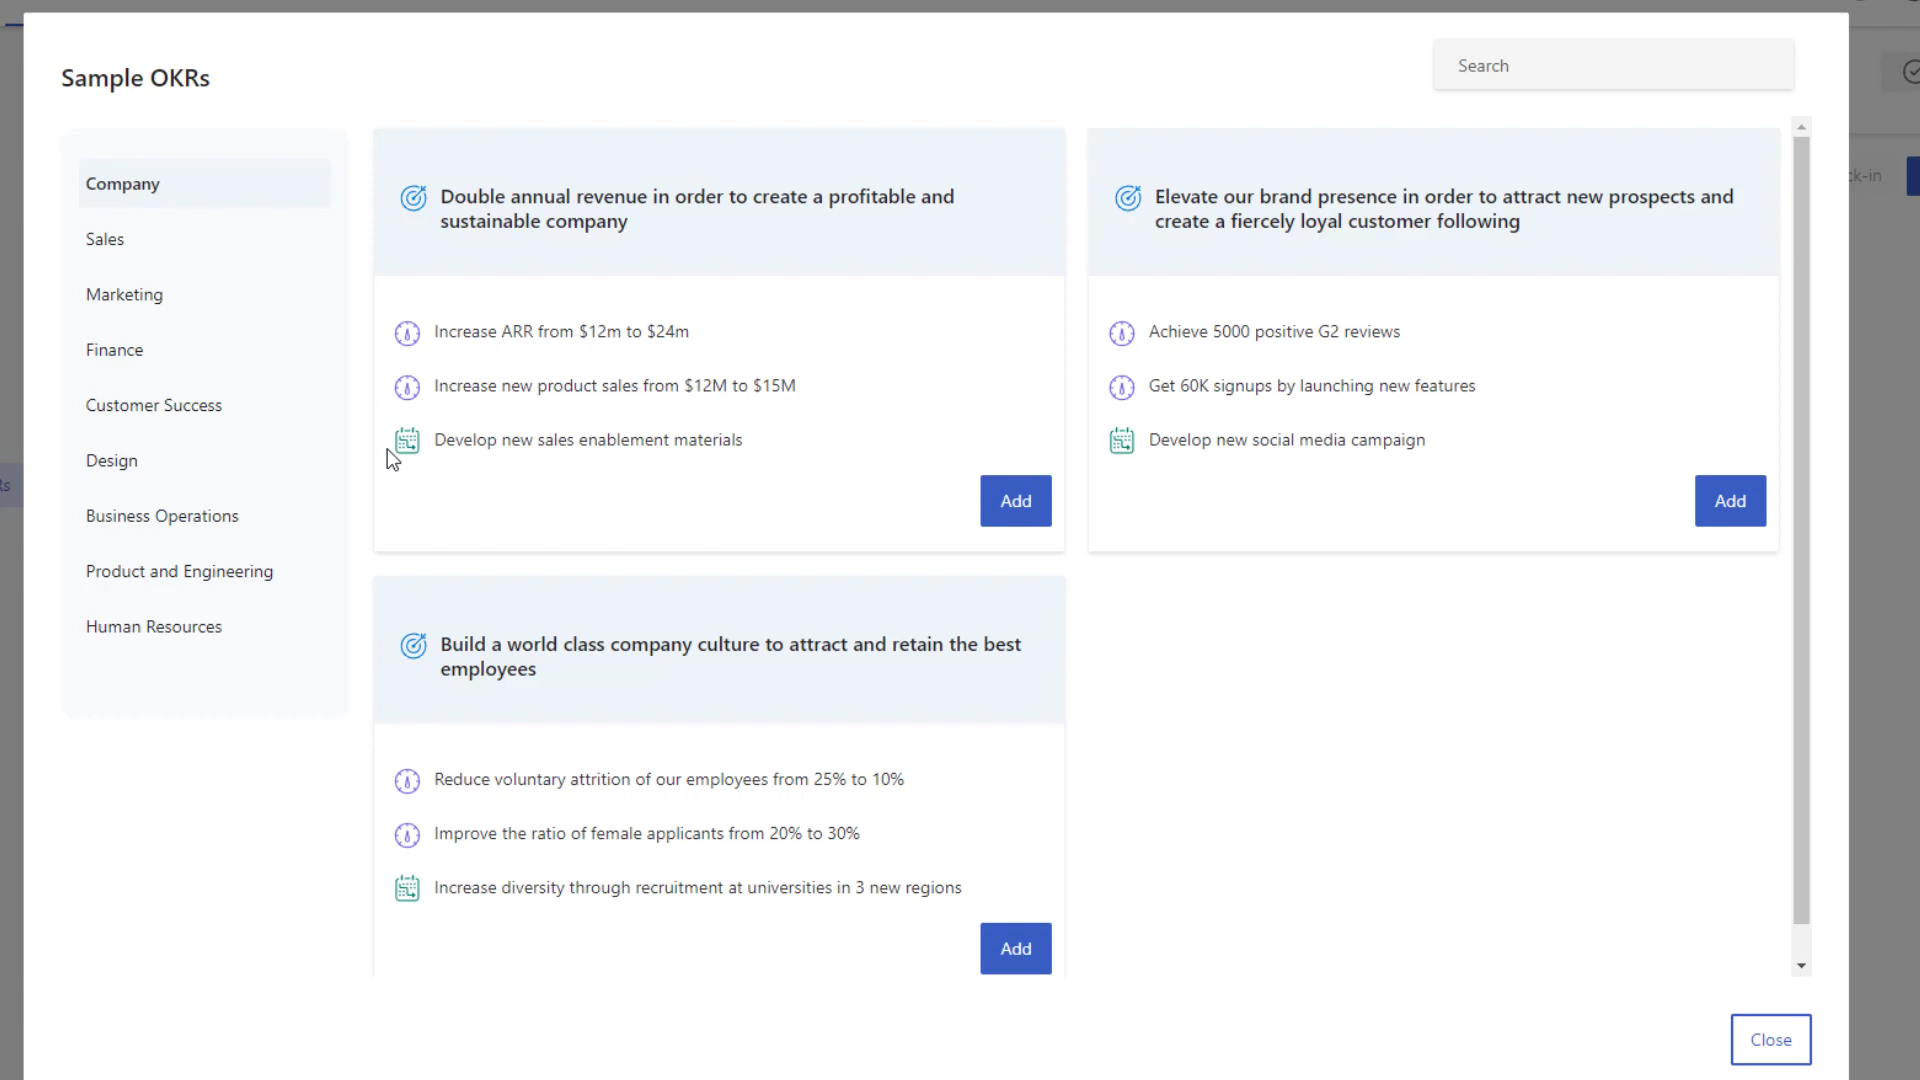 Sample OKRs
Search
Company
Sales
Marketing
Finance
Customer Success
Design
Business Operations
Product and Engineering
Human Resources
Double annual revenue in order to create a profitable and
sustainable company
Increase ARR from $12m to $24m
Increase new product sales from $12M to $15M
Develop new sales enablement materials
Add
Elevate our brand presence in order to attract new prospects and
create a fiercely loyal customer following
Achieve 5000 positive G2 reviews
Get 60K signups by launching new features
Develop new social media campaign
Add
Build a world class company culture to attract and retain the best
employees
Reduce voluntary attrition of our employees from 25% to 10%
Improve the ratio of female applicants from 20% to 30%
Increase diversity through recruitment at universities in 3 new regions
Add
Close